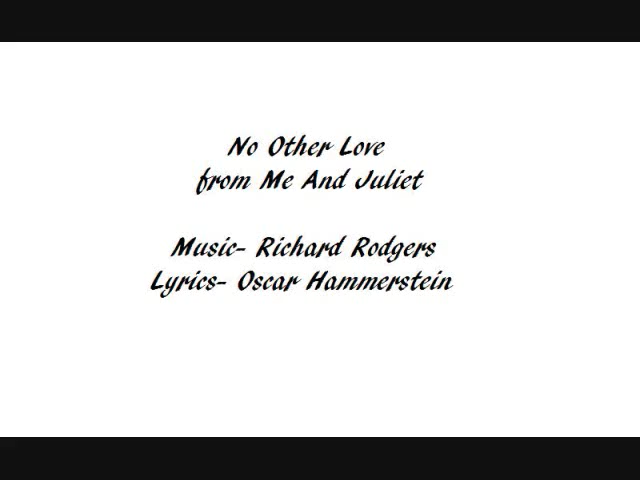 No Other Love
from Me And Juliet
Music- Richard Rodgers
Lyrics- Oscar Hammerstein